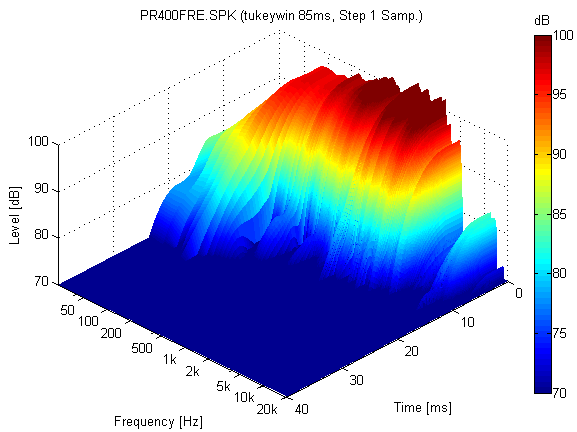 PR400FRE.SPK (tukeywin 85ms, Step 1 Samp.)
dB
100
95
90
85
80
75
70
Level [dB]
100
90
80
70
50
100
200
500
1k
2k
5k
10k
20k
Frequency [Hz]
0
10
20
30
40
Time [ms]